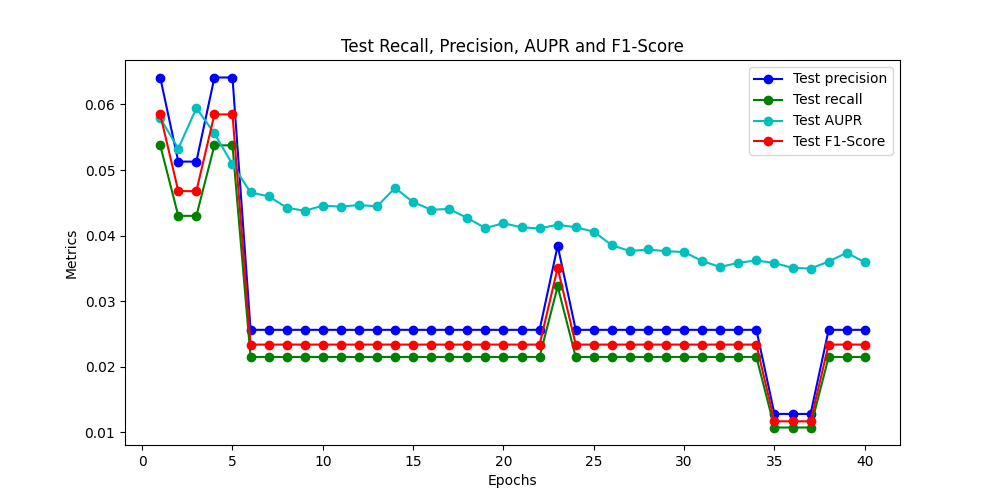 Test Recall, Precision, AUPR and F1-Score
Test precision
Test recall
Test AUPR
Test F1-Score
Metrics
0.06
0.05
0.04
0.03
0.02
0.01
0 5 10 15 20 25 30 35 40
Epochs